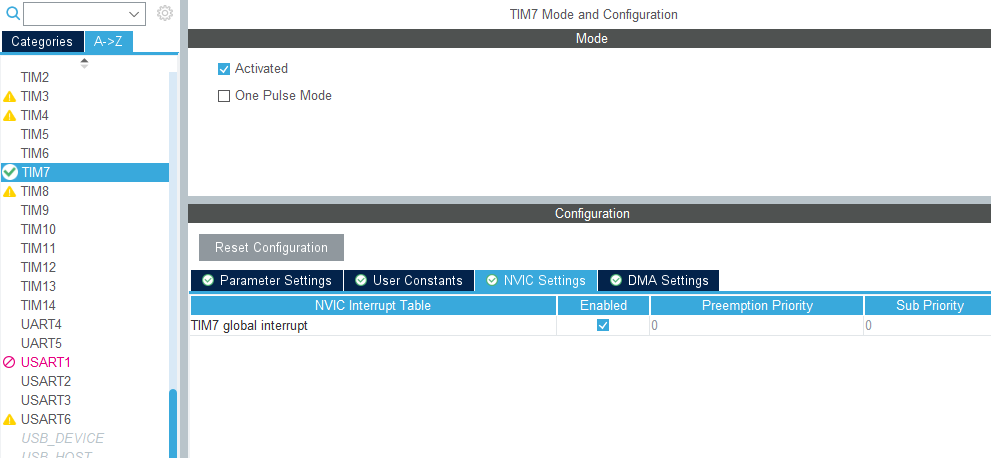 TIM7 Mode and Configuration
Mode
Categories
A->Z
Activated
One Pulse Mode
TIM2
TIM3
TIM4
TIM5
TIM6
TIM7
TIM8
TIM9
TIM10
TIM11
TIM12
TIM13
TIM14
UART4
UART5
USART1
USART2
USART3
USART6
USB_DEVICE
USB_HOST
Configuration
Reset Configuration
Parameter Settings
User Constants
NVIC Settings
DMA Settings
NVIC Interrupt Table Enabled Preemption Priority Sub Priority
TIM7 global interrupt 0 0